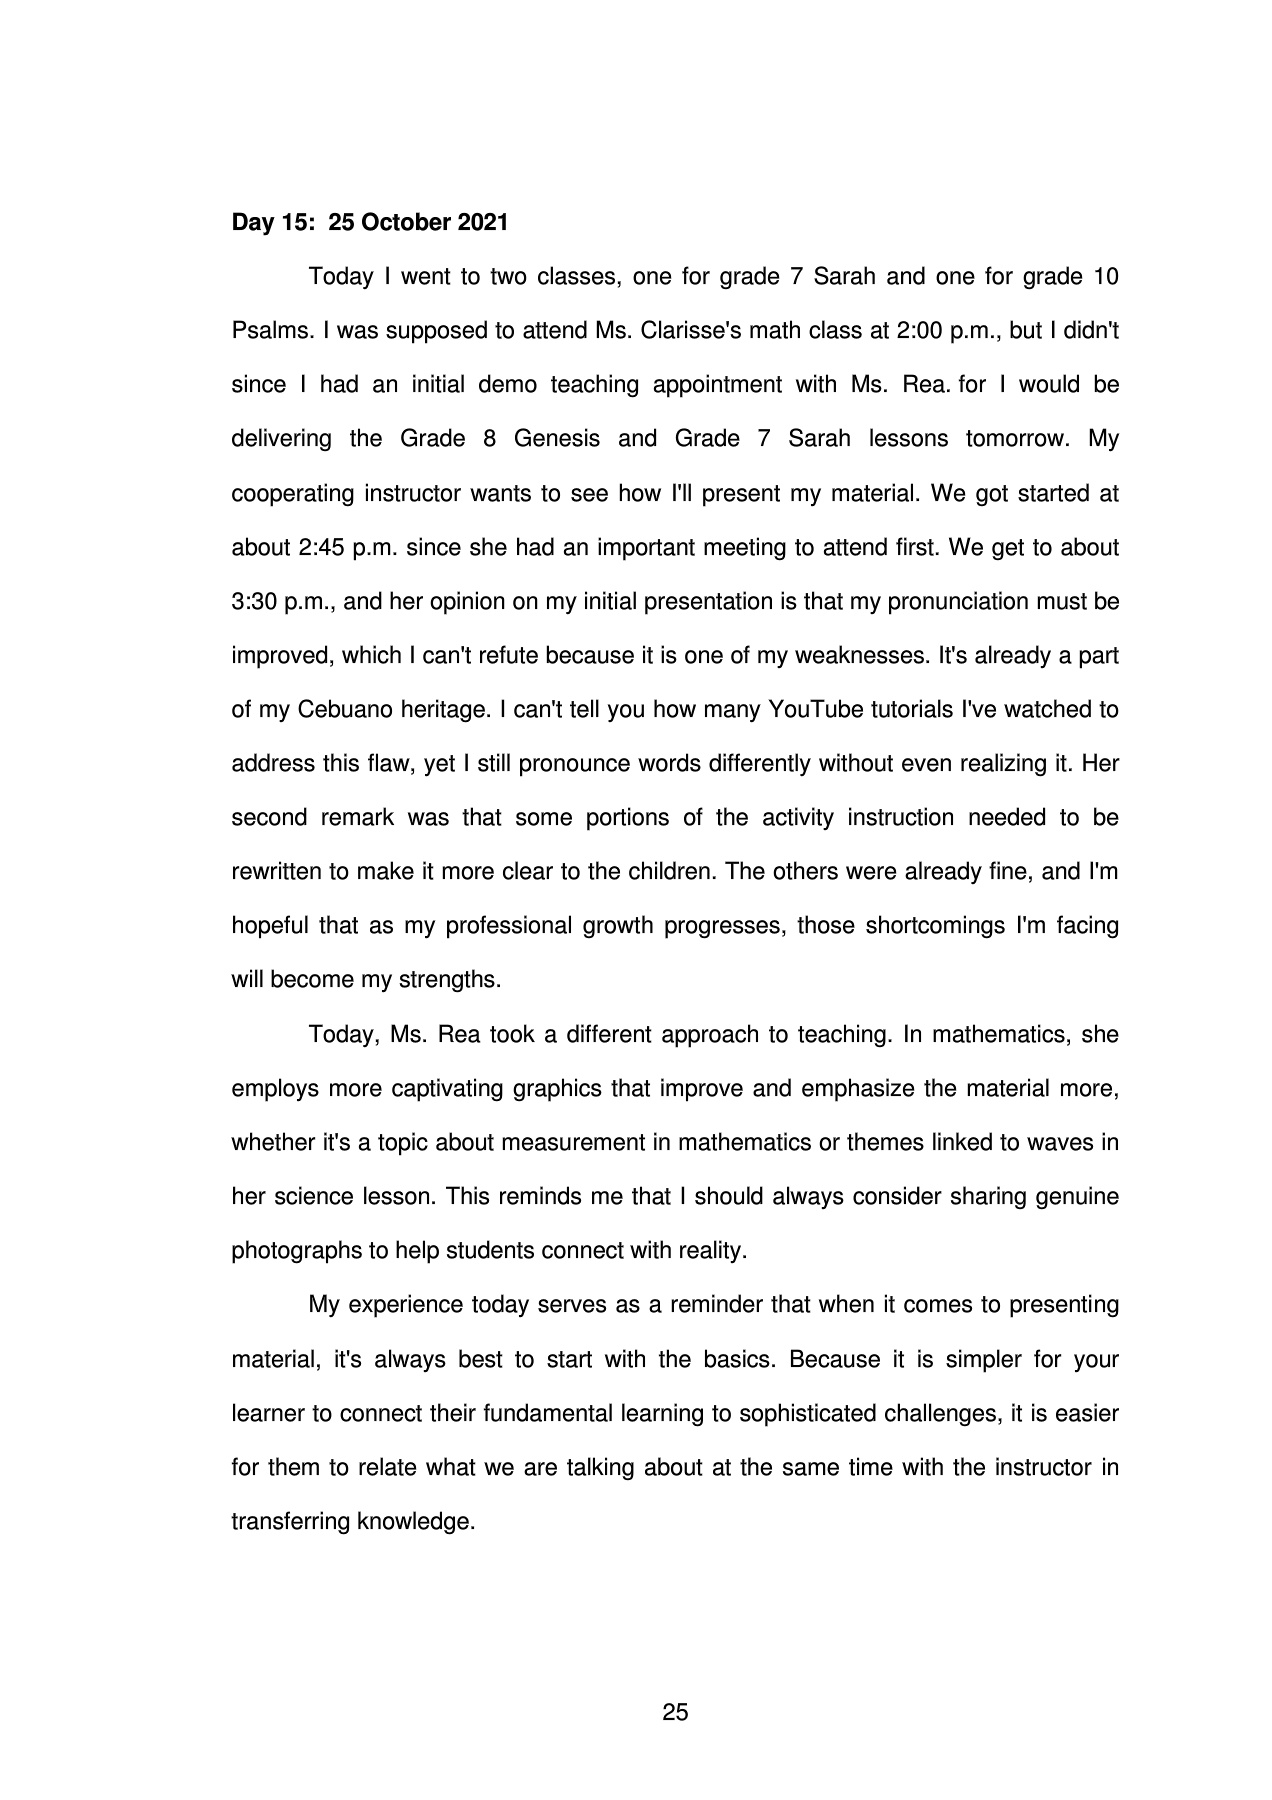 Day 15:  25 October 2021
Today I went to two classes, one for grade 7 Sarah and one for grade 10
Psalms. I was supposed to attend Ms. Clarisse's math class at 2:00 p.m., but I didn't
since I had an initial demo teaching appointment with Ms. Rea. for I would be
delivering the Grade 8 Genesis and Grade 7 Sarah lessons tomorrow. My
cooperating instructor wants to see how I'll present my material. We got started at
about 2:45 p.m. since she had an important meeting to attend first. We get to about
3:30 p.m., and her opinion on my initial presentation is that my pronunciation must be
improved, which I can't refute because it is one of my weaknesses. It's already a part
of my Cebuano heritage. I can't tell you how many YouTube tutorials I've watched to
address this flaw, yet I still pronounce words differently without even realizing it. Her
second remark was that some portions of the activity instruction needed to be
rewritten to make it more clear to the children. The others were already fine, and I'm
hopeful that as my professional growth progresses, those shortcomings I'm facing
will become my strengths.
Today, Ms. Rea took a different approach to teaching. In mathematics, she
employs more captivating graphics that improve and emphasize the material more,
whether it's a topic about measurement in mathematics or themes linked to waves in
her science lesson. This reminds me that I should always consider sharing genuine
photographs to help students connect with reality.
My experience today serves as a reminder that when it comes to presenting
material, it's always best to start with the basics. Because it is simpler for your
learner to connect their fundamental learning to sophisticated challenges, it is easier
for them to relate what we are talking about at the same time with the instructor in
transferring knowledge.
25